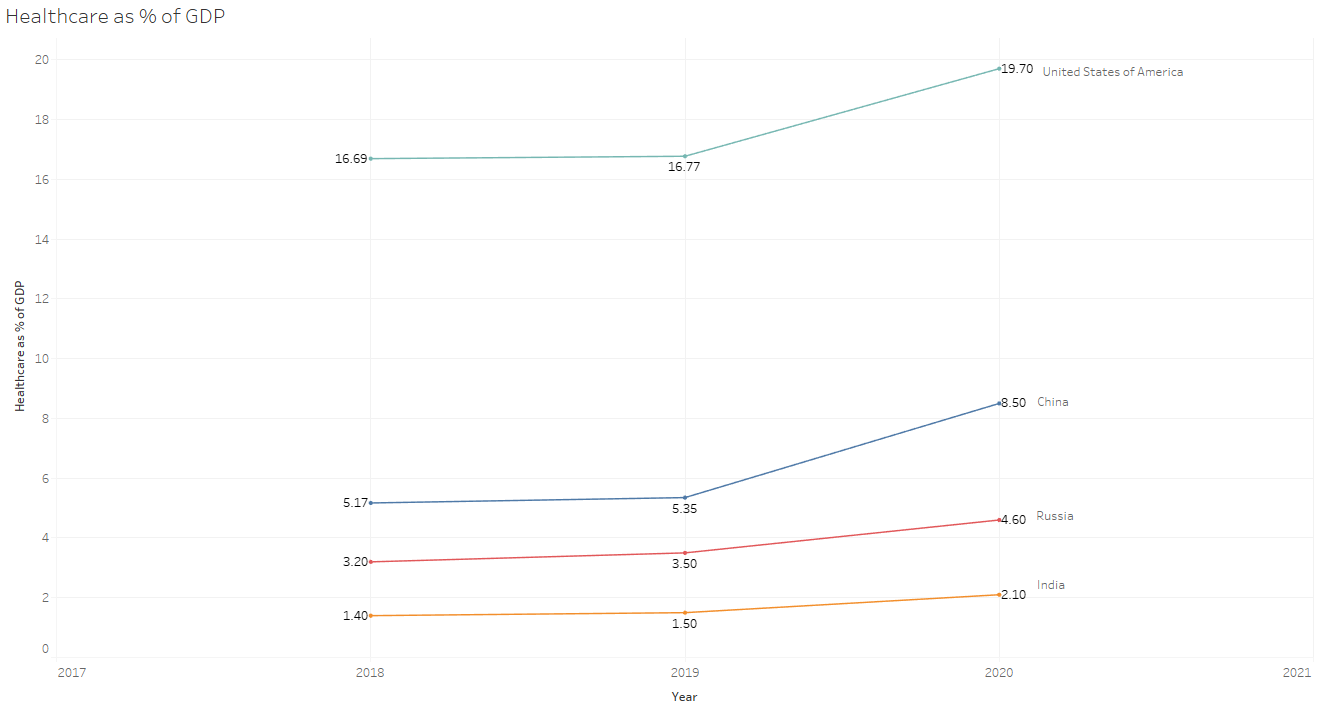 Healthcare as % of GDP
20
19.70 United States of America
18
16.69
16.77
16
14
12
Healthcare as % of GDP
10
8.50 China
8
6
5.17
5.35
4.60 Russia
4
3.20
3.50
India
2
2.10
1.40
1.50
0
2017 2018 2019 2020 2021
Year